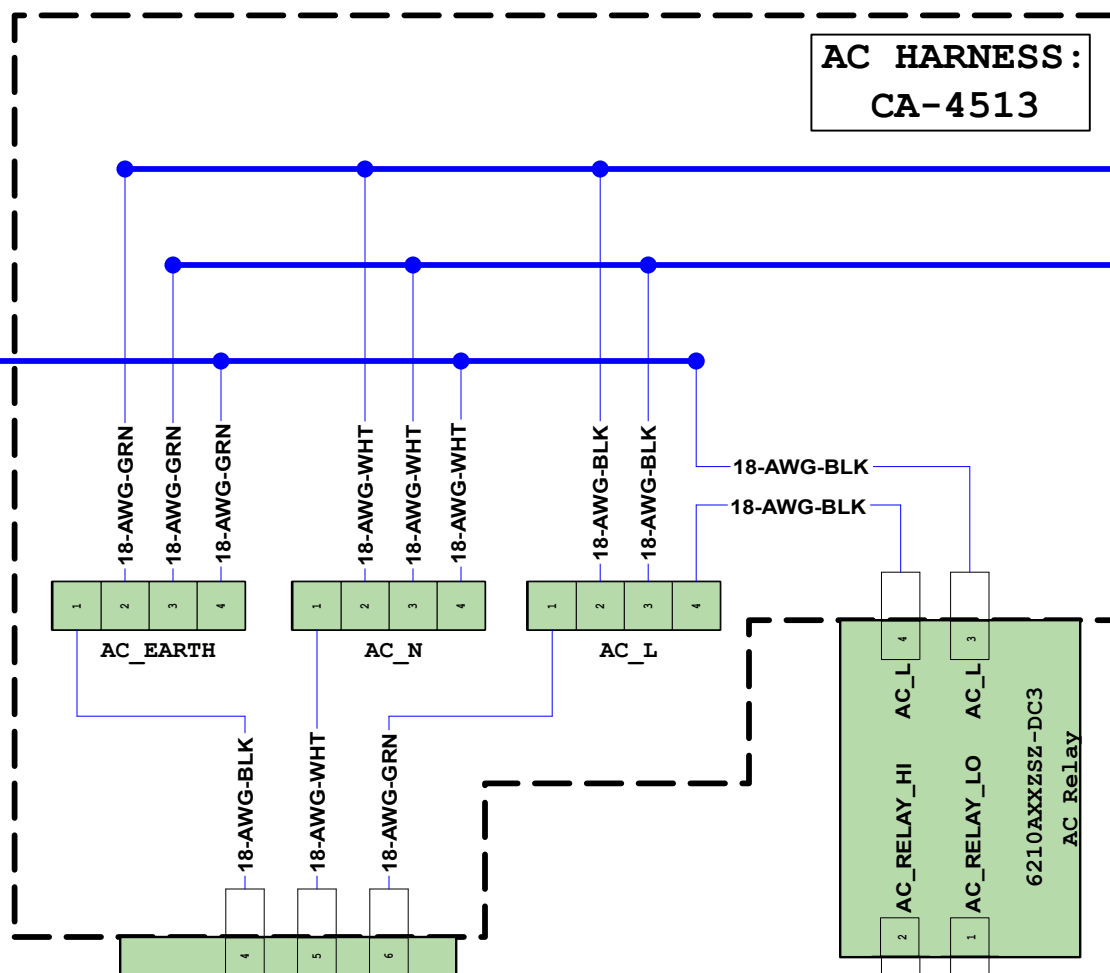 AC HARNESS:
CA-4513
18-AWG-GRN
18-AWG-GRN
18-AWG-GRN
18-AWG-WHT
18-AWG-WHT
18-AWG-WHT
18-AWG-BLK
18-AWG-BLK
18-AWG-BLK
18-AWG-BLK
1 2 3 4
AC_EARTH
1 2 3 4
AC_N
1 2 3 4
AC_L
18-AWG-BLK
18-AWG-WHT
18-AWG-GRN
4 5 6
4 3
AC_L
AC_L
AC_RELAY_HI
AC_RELAY_LO
6210AXXZSZ-DC3
AC Relay
2 1